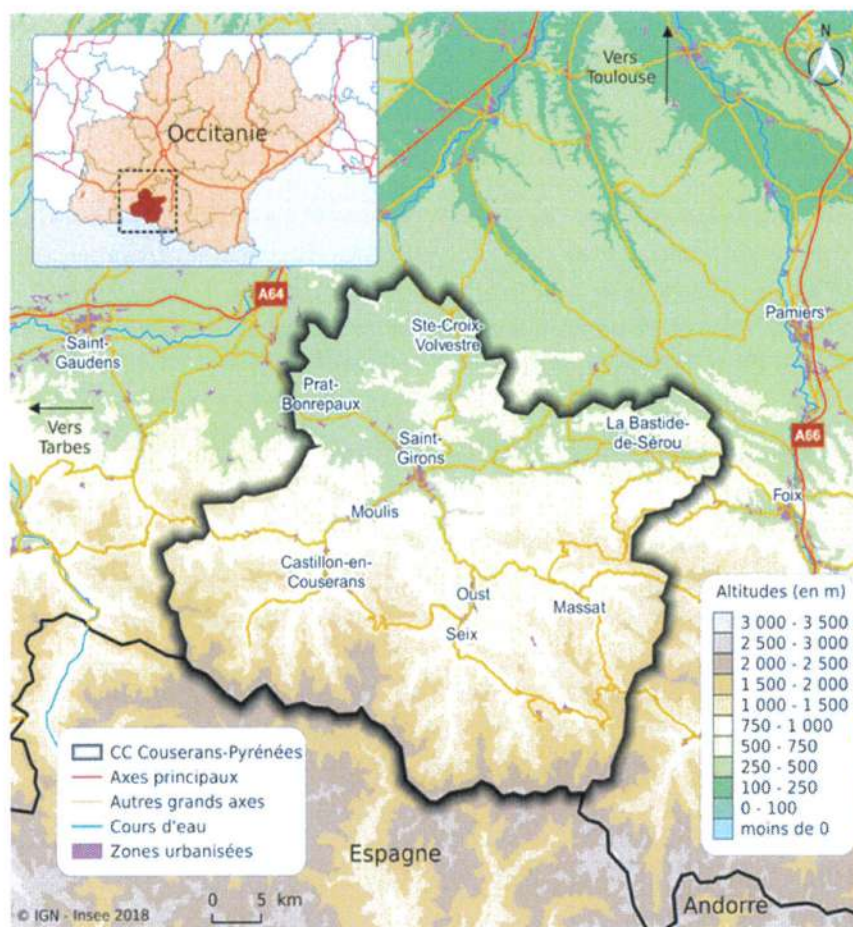 Occitanie
Vers
Toulouse
N
A64
Saint-
Gaudens
Vers
Tarbes
Ste-Croix-
Volvestre
Prat-
Bonrepaux
Saint-
Girons
La Bastide-
de-Sérou
Pamiers
A66
Foix
Moulis
Castillon-en-
Couserans
Oust
Massat
Seix
Altitudes (en m)
3 000 - 3 500
2 500 - 3 000
2 000 - 2 500
1 500 - 2 000
1 000 - 1 500
750 - 1 000
500 - 750
250 - 500
100 - 250
0 - 100
moins de 0
CC Couserans-Pyrénées
Axes principaux
Autres grands axes
Cours d'eau
Zones urbanisées
Espagne
Andorre
© IGN - Insee 2018
0 5 km